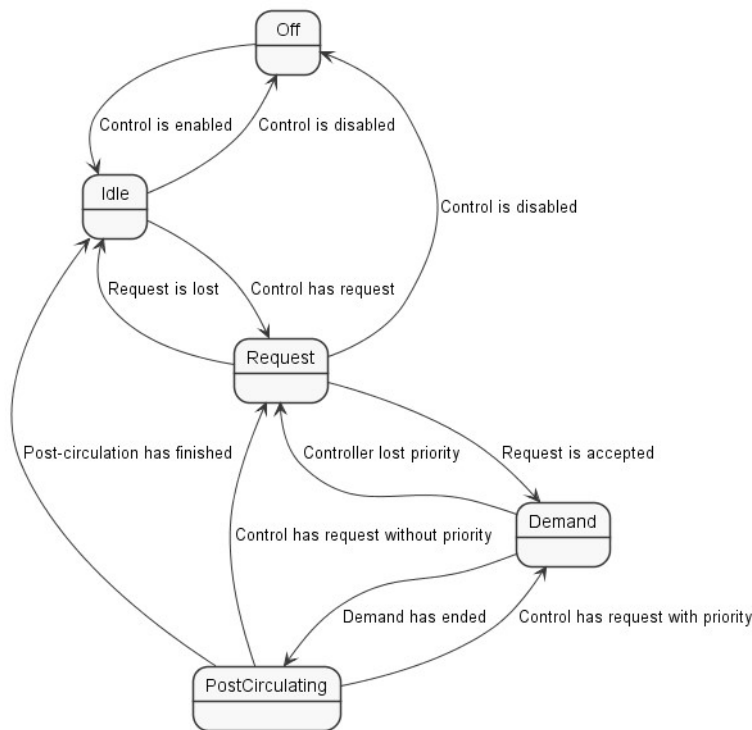 Off
Control is enabled
Control is disabled
Idle
Control is disabled
Request is lost
Control has request
Request
Post-circulation has finished
Controller lost priority
Request is accepted
Demand
Control has request without priority
Demand has ended
Control has request with priority
PostCirculating